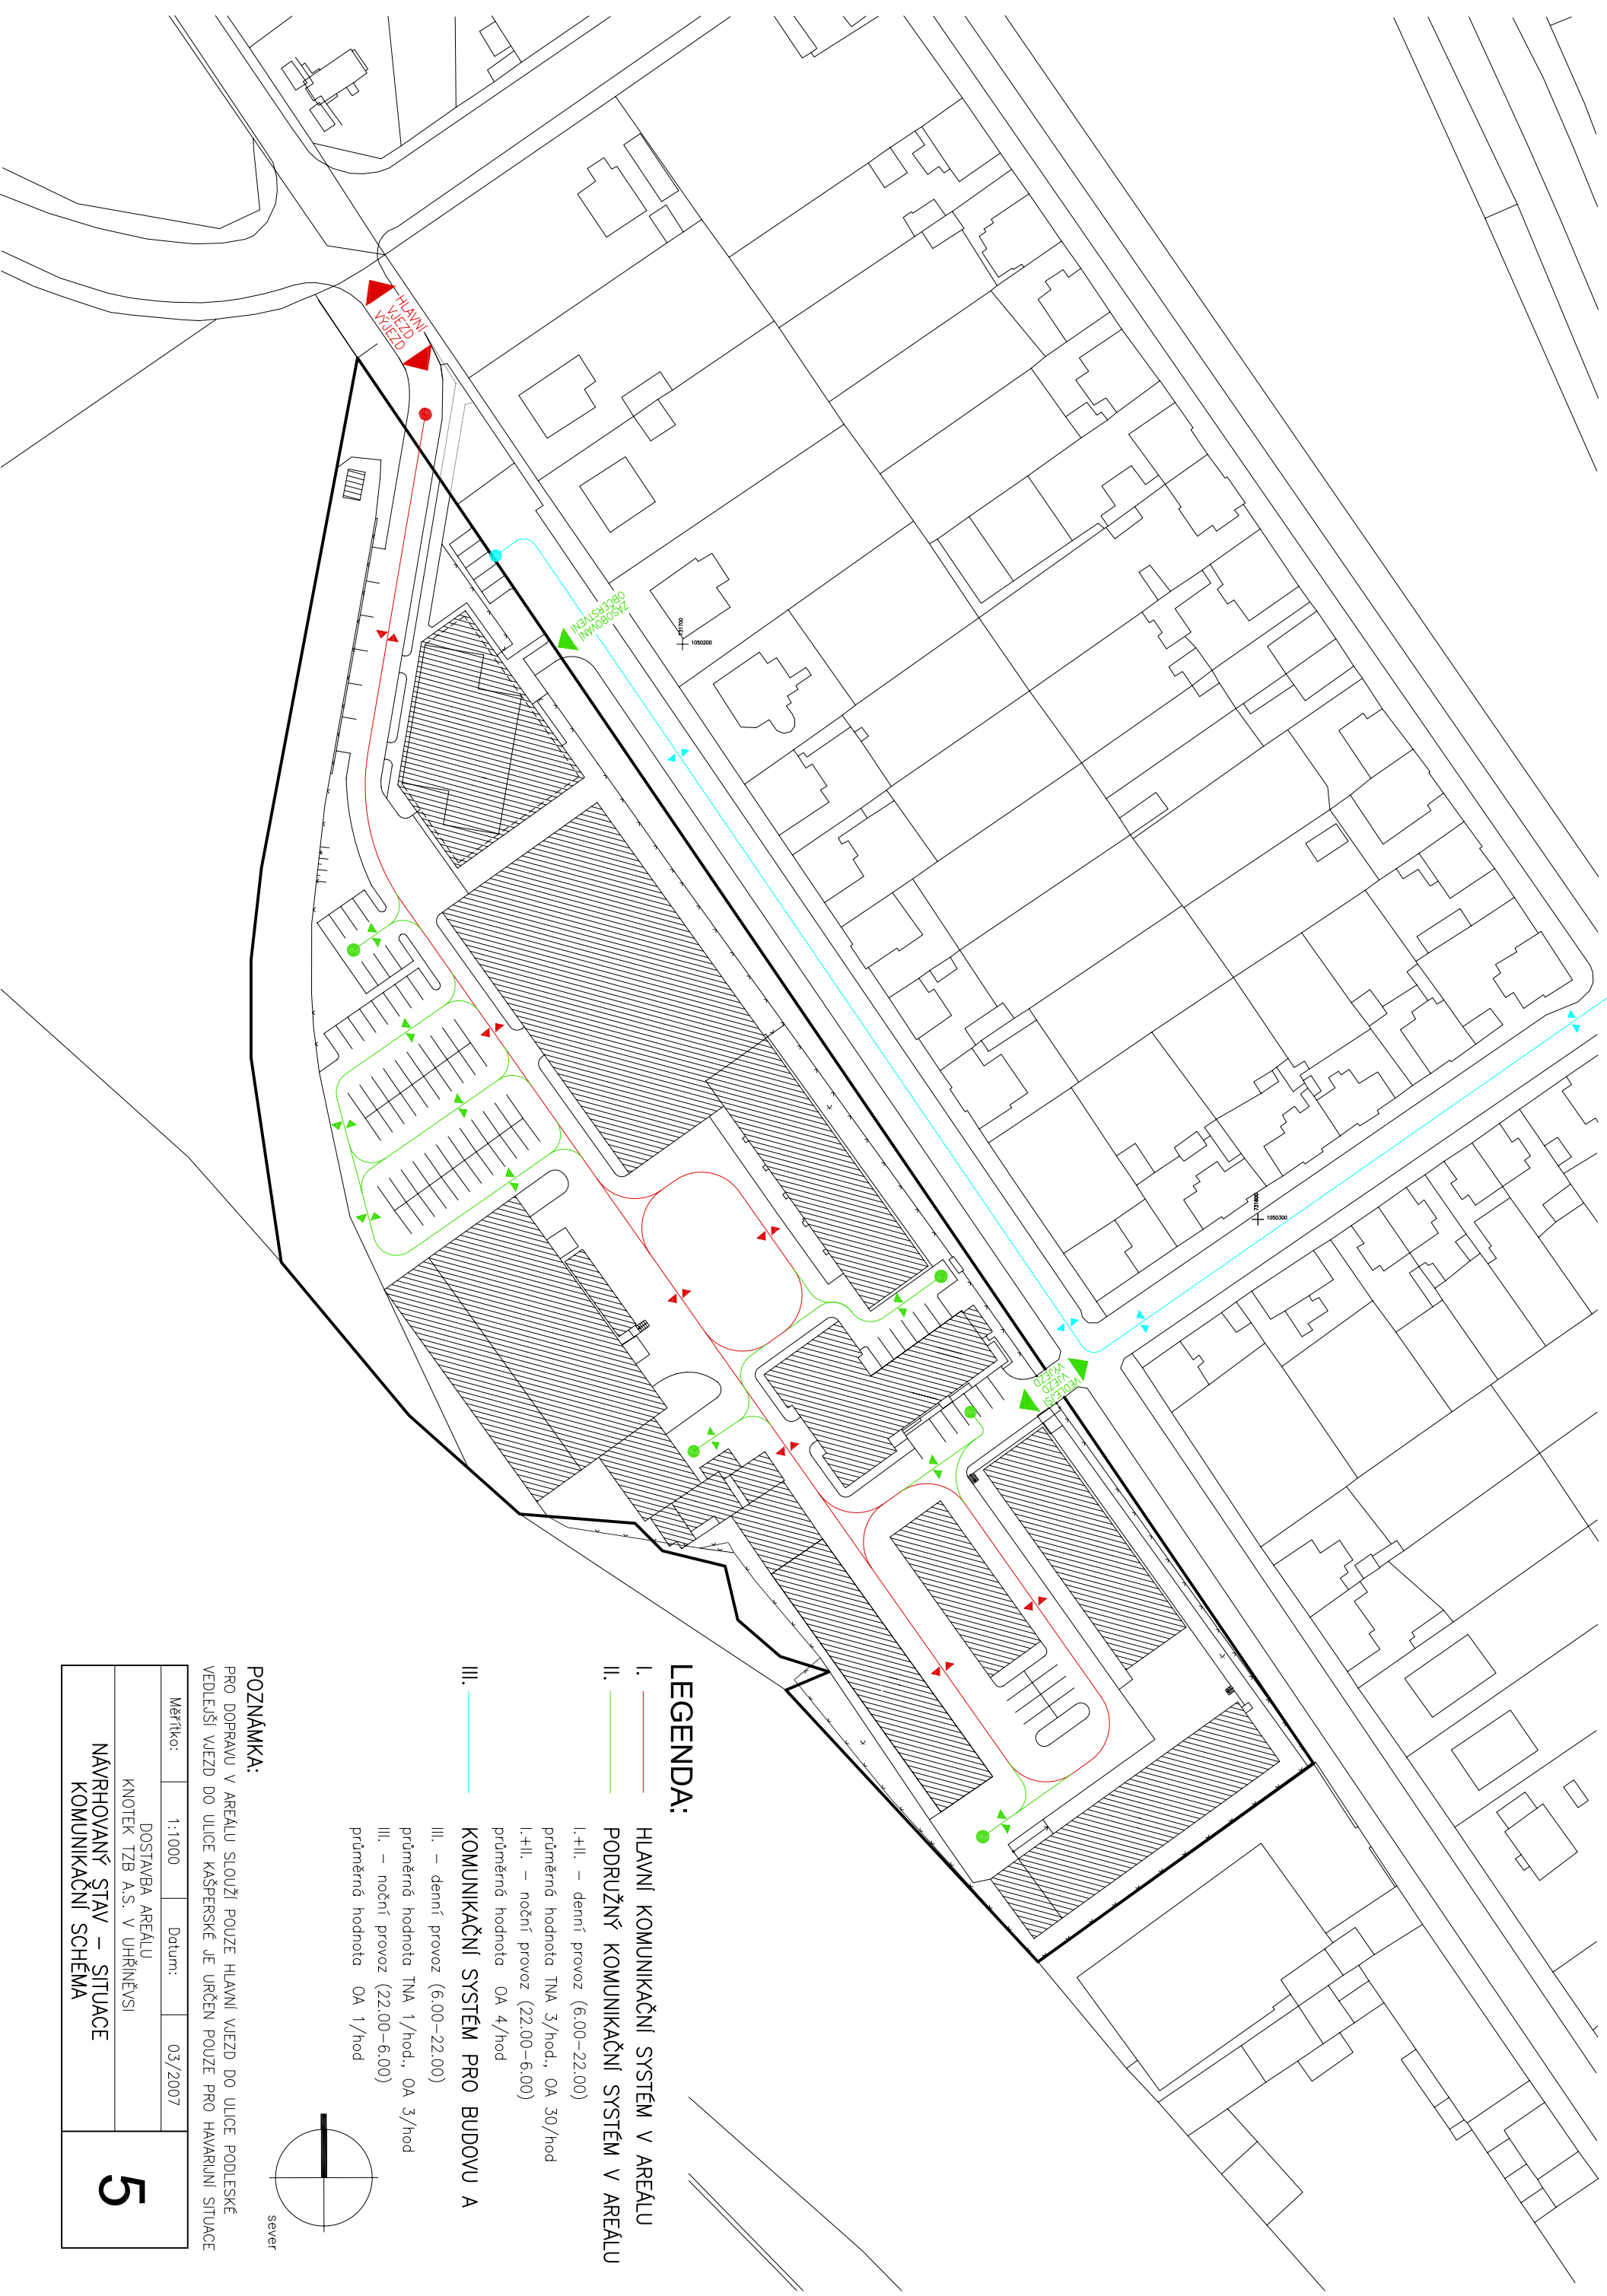 HLAVNÍ
VJEZD
VÝJEZD
ZÁSOBOVÁNÍ
OBČERSTVENÍ
1050200
721700
1050300
721600
VEDLEJŠÍ
VJEZD
VÝJEZD
LEGENDA:
I. HLAVNÍ KOMUNIKAČNÍ SYSTÉM V AREÁLU
II. PODRUŽNÝ KOMUNIKAČNÍ SYSTÉM V AREÁLU
I.+II. – denní provoz (6.00–22.00)
průměrná hodnota TNA 3/hod., OA 30/hod
I.+II. – noční provoz (22.00–6.00)
průměrná hodnota OA 4/hod
III. KOMUNIKAČNÍ SYSTÉM PRO BUDOVU A
III. – denní provoz (6.00–22.00)
průměrná hodnota TNA 1/hod., OA 3/hod
III. – noční provoz (22.00–6.00)
průměrná hodnota OA 1/hod
sever
POZNÁMKA:
PRO DOPRAVU V AREÁLU SLOUŽÍ POUZE HLAVNÍ VJEZD DO ULICE PODLESKÉ
VEDLEJŠÍ VJEZD DO ULICE KAŠPERSKÉ JE URČEN POUZE PRO HAVARIJNÍ SITUACE
Měřítko: 1:1000 Datum: 03/2007
DOSTAVBA AREÁLU
KNOTEK TZB A.S. V UHŘÍNĚVSI
NÁVRHOVANÝ STAV – SITUACE
KOMUNIKAČNÍ SCHÉMA
5